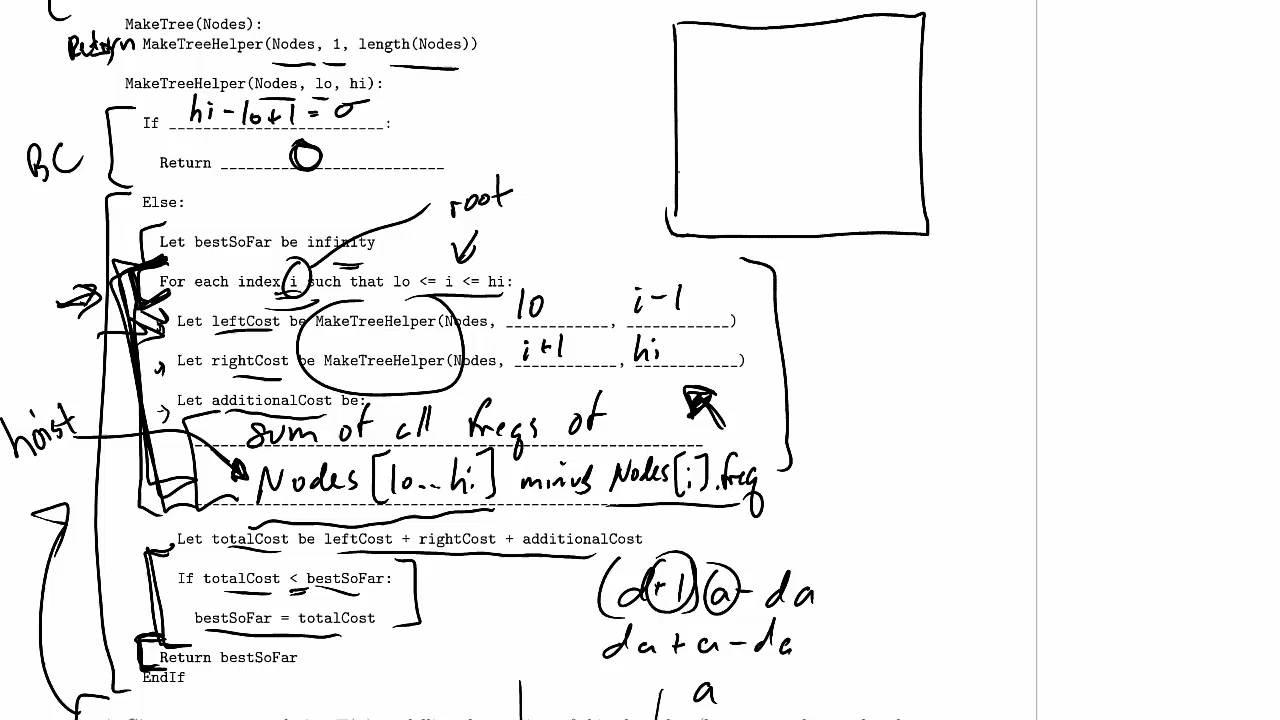 MakeTree(Nodes):
Return MakeTreeHelper(Nodes, 1, length(Nodes))
MakeTreeHelper(Nodes, lo, hi):
If hi - lo + 1 = 0:
BC
Return 0
Else:
root
Let bestSoFar be infinity
For each index i such that lo <= i <= hi:
Let leftCost be MakeTreeHelper(Nodes, lo, i-1)
Let rightCost be MakeTreeHelper(Nodes, i+1, hi)
Let additionalCost be:
hoist
sum of all freqs of
Nodes [lo.. hi] minus Nodes[i].freq
Let totalCost be leftCost + rightCost + additionalCost
If totalCost < bestSoFar:
bestSoFar = totalCost
(d+1)a - da
da + a - da
Return bestSoFar
EndIf
a